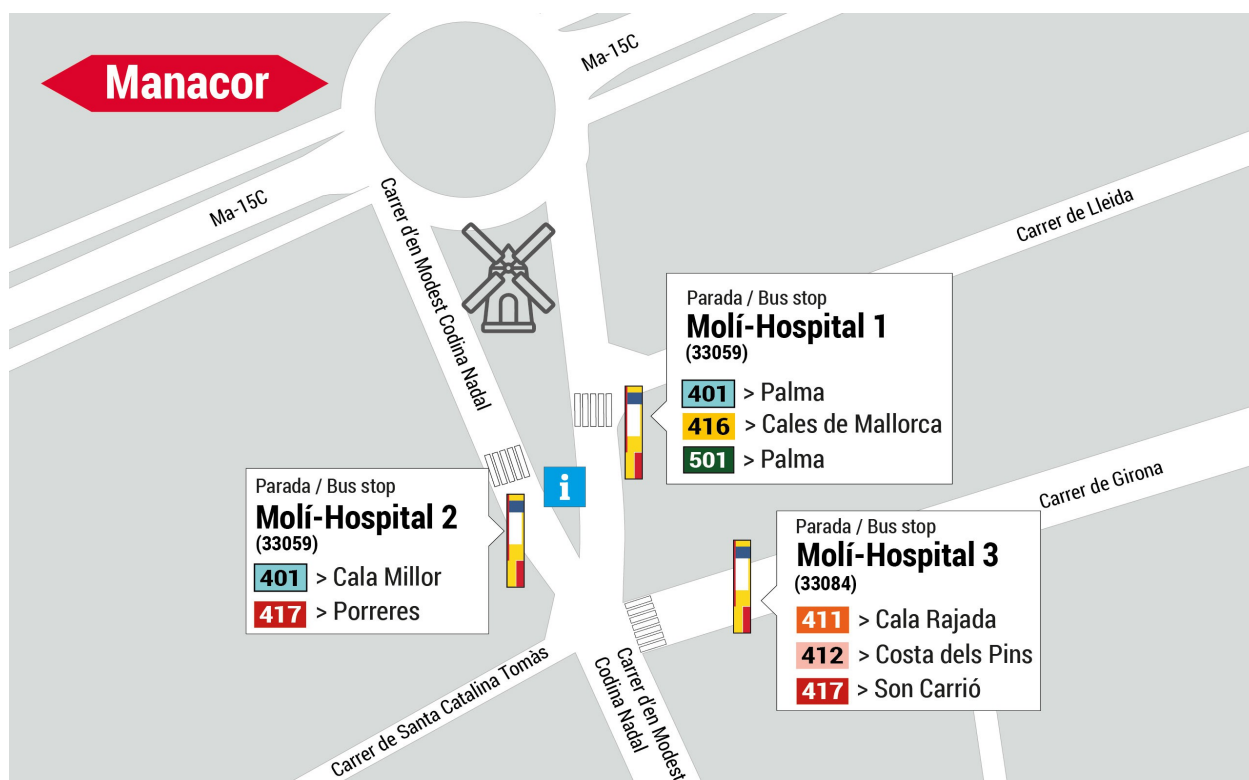 Manacor
Ma-15C
Ma-15C
Carrer d'en Modest Codina Nadal
Carrer de Lleida
Parada / Bus stop
Molí-Hospital 1
(33059)
401 > Palma
416 > Cales de Mallorca
501 > Palma
Carrer de Girona
i
Parada / Bus stop
Molí-Hospital 2
(33059)
401 > Cala Millor
417 > Porreres
Parada / Bus stop
Molí-Hospital 3
(33084)
411 > Cala Rajada
412 > Costa dels Pins
417 > Son Carrió
Carrer de Santa Catalina Tomàs
Carrer d'en Modest
Codina Nadal